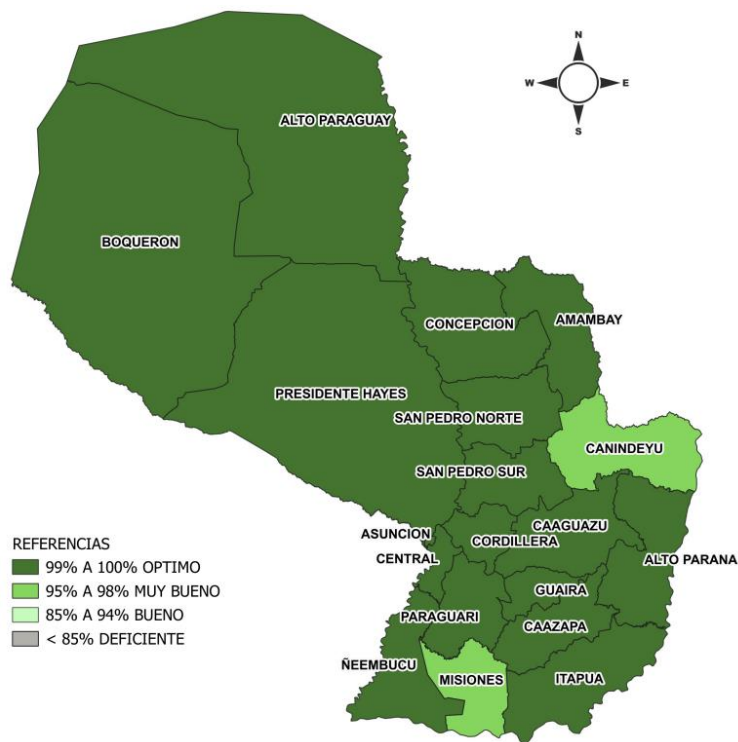 N
W E
S
ALTO PARAGUAY
BOQUERON
CONCEPCION
AMAMBAY
PRESIDENTE HAYES
SAN PEDRO NORTE
CANINDEYU
SAN PEDRO SUR
ASUNCION
CAAGUAZU
CORDILLERA
CENTRAL
ALTO PARANA
GUAIRA
PARAGUARI
CAAZAPA
ÑEEMBUCU
MISIONES
ITAPUA
REFERENCIAS
99% A 100% OPTIMO
95% A 98% MUY BUENO
85% A 94% BUENO
< 85% DEFICIENTE